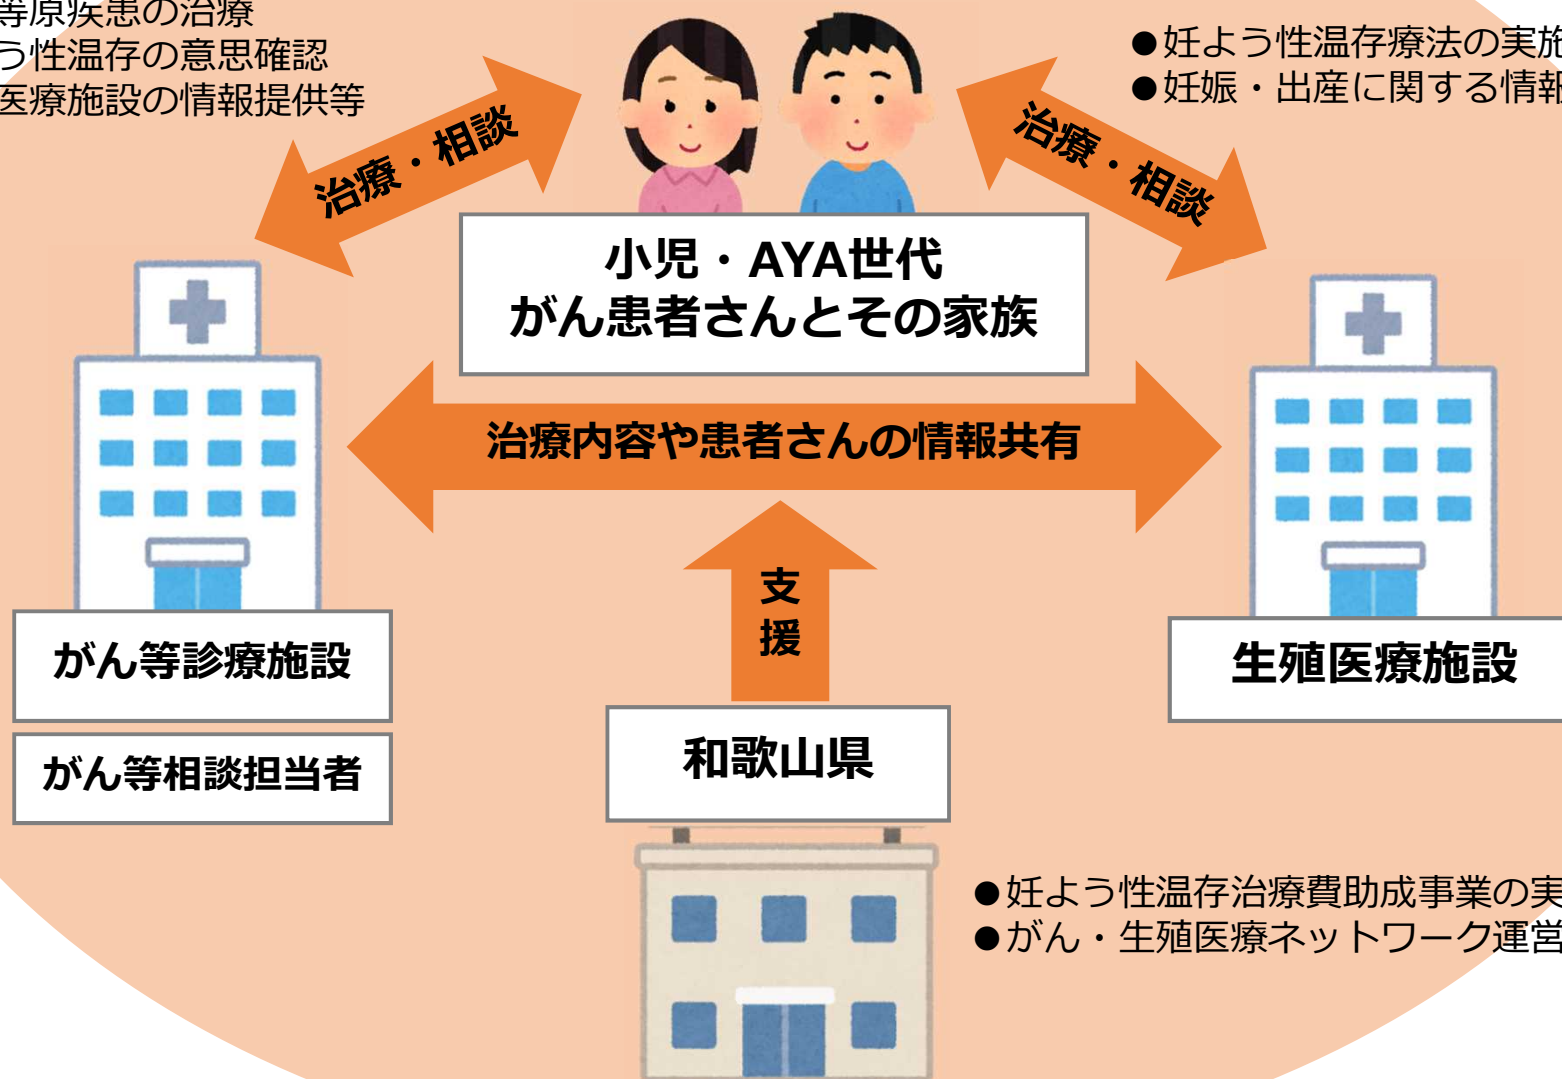 等原疾患の治療
う性温存の意思確認
医療施設の情報提供等
●妊よう性温存療法の実施
●妊娠・出産に関する情報
治療・相談
治療・相談
小児・AYA世代
がん患者さんとその家族
治療内容や患者さんの情報共有
支
援
がん等診療施設
がん等相談担当者
生殖医療施設
和歌山県
●妊よう性温存治療費助成事業の実
●がん・生殖医療ネットワーク運営